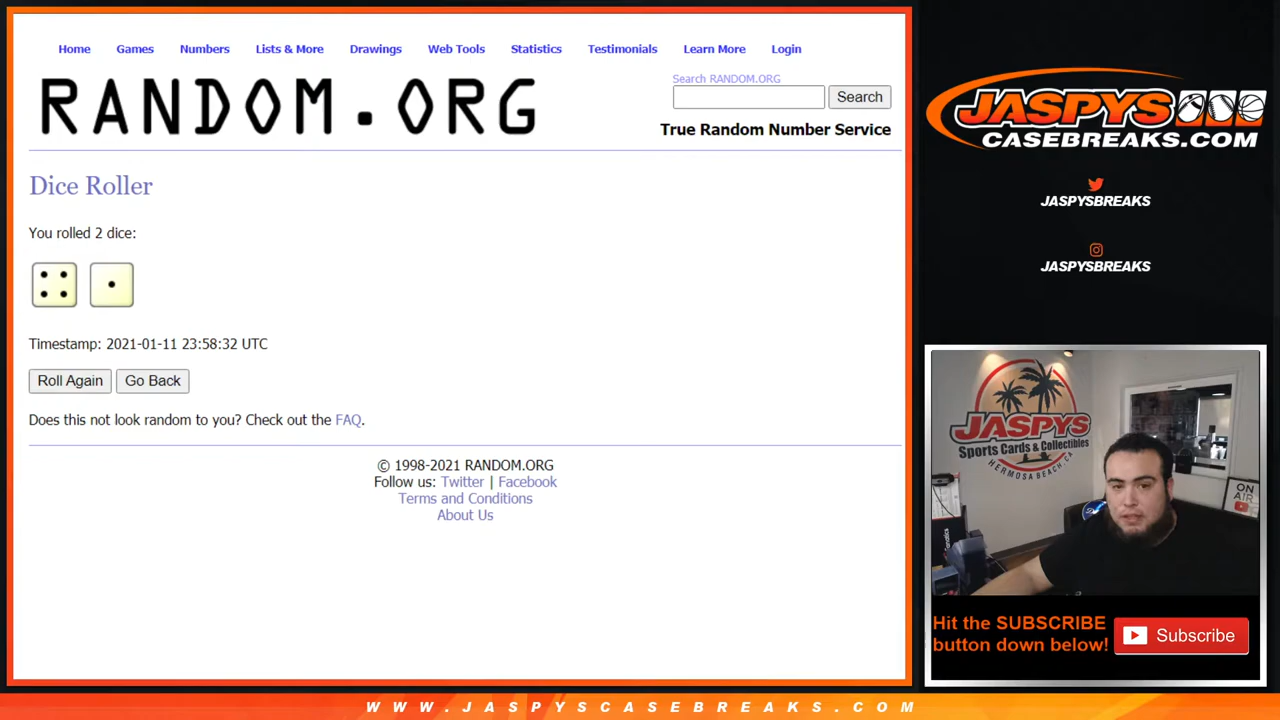 Home Games Numbers Lists & More Drawings Web Tools Statistics Testimonials Learn More Login
RANDOM.ORG
Search RANDOM.ORG
Search
True Random Number Service
Dice Roller
You rolled 2 dice:
Timestamp: 2021-01-11 23:58:32 UTC
Roll Again Go Back
Does this not look random to you? Check out the FAQ.
© 1998-2021 RANDOM.ORG
Follow us: Twitter | Facebook
Terms and Conditions
About Us
JASPYS
CASEBREAKS.COM
JASPYSBREAKS
JASPYSBREAKS
JASPYS
Sports Cards & Collectibles
HERMOSA BEACH, CA
ON
AIR
Hit the SUBSCRIBE
button down below!
Subscribe
WWW.JASPYSCASEBREAKS.COM